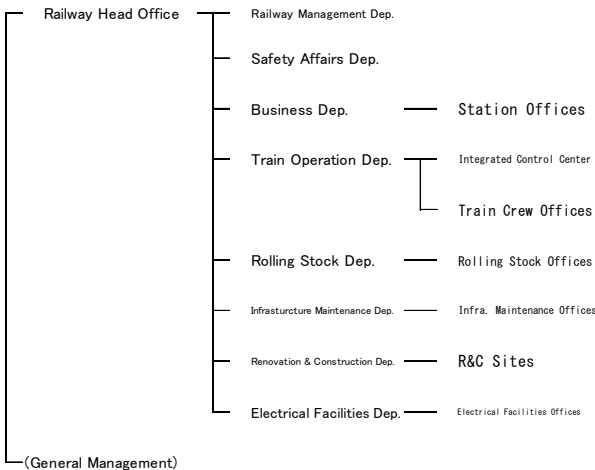 Railway Head Office Railway Management Dep.
Safety Affairs Dep.
Business Dep. Station Offices
Train Operation Dep. Integrated Control Center
Train Crew Offices
Rolling Stock Dep. Rolling Stock Offices
Infrasturcture Maintenance Dep. Infra. Maintenance Offices
Renovation & Construction Dep. R&C Sites
Electrical Facilities Dep. Electrical Facilities Offices
(General Management)